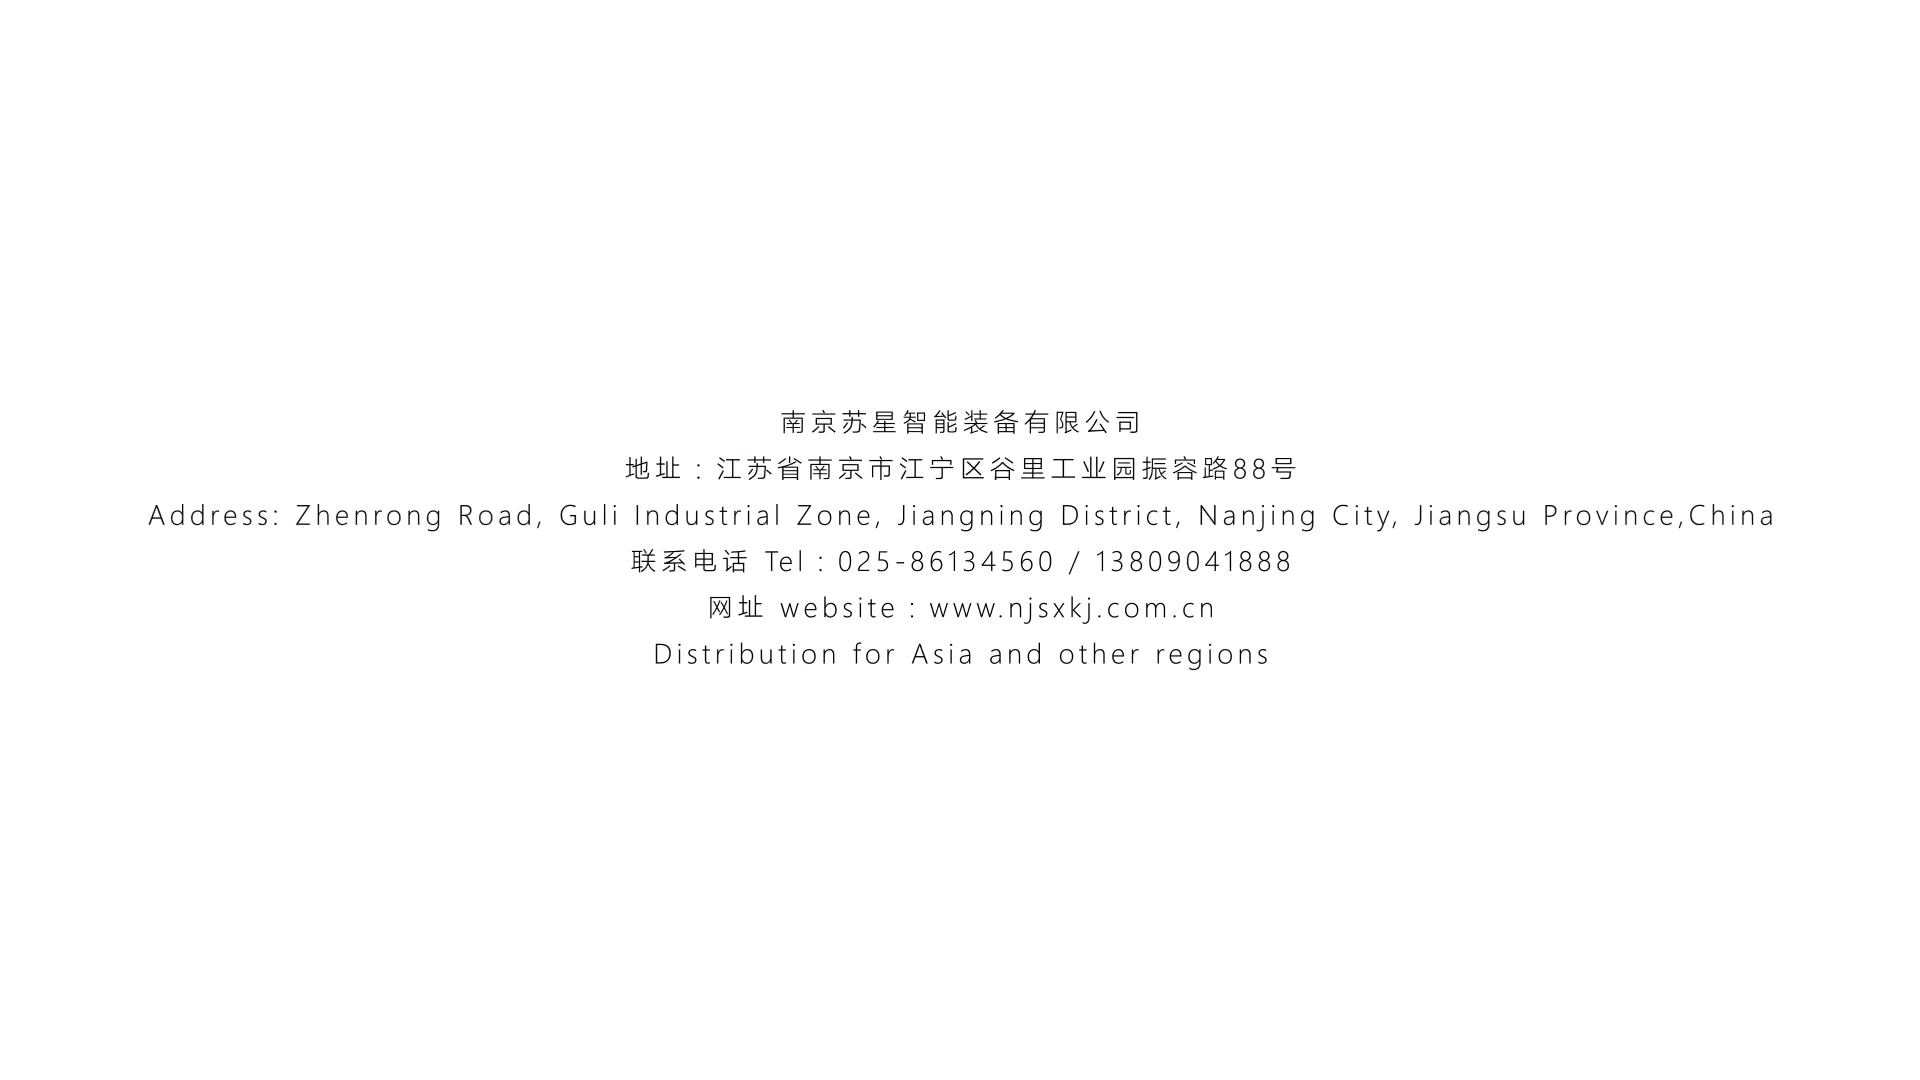 南京苏星智能装备有限公司
地址：江苏省南京市江宁区谷里工业园振容路88号
Address: Zhenrong Road, Guli Industrial Zone, Jiangning District, Nanjing City, Jiangsu Province,China
联系电话 Tel：025-86134560 / 13809041888
网址 website：www.njsxkj.com.cn
Distribution for Asia and other regions